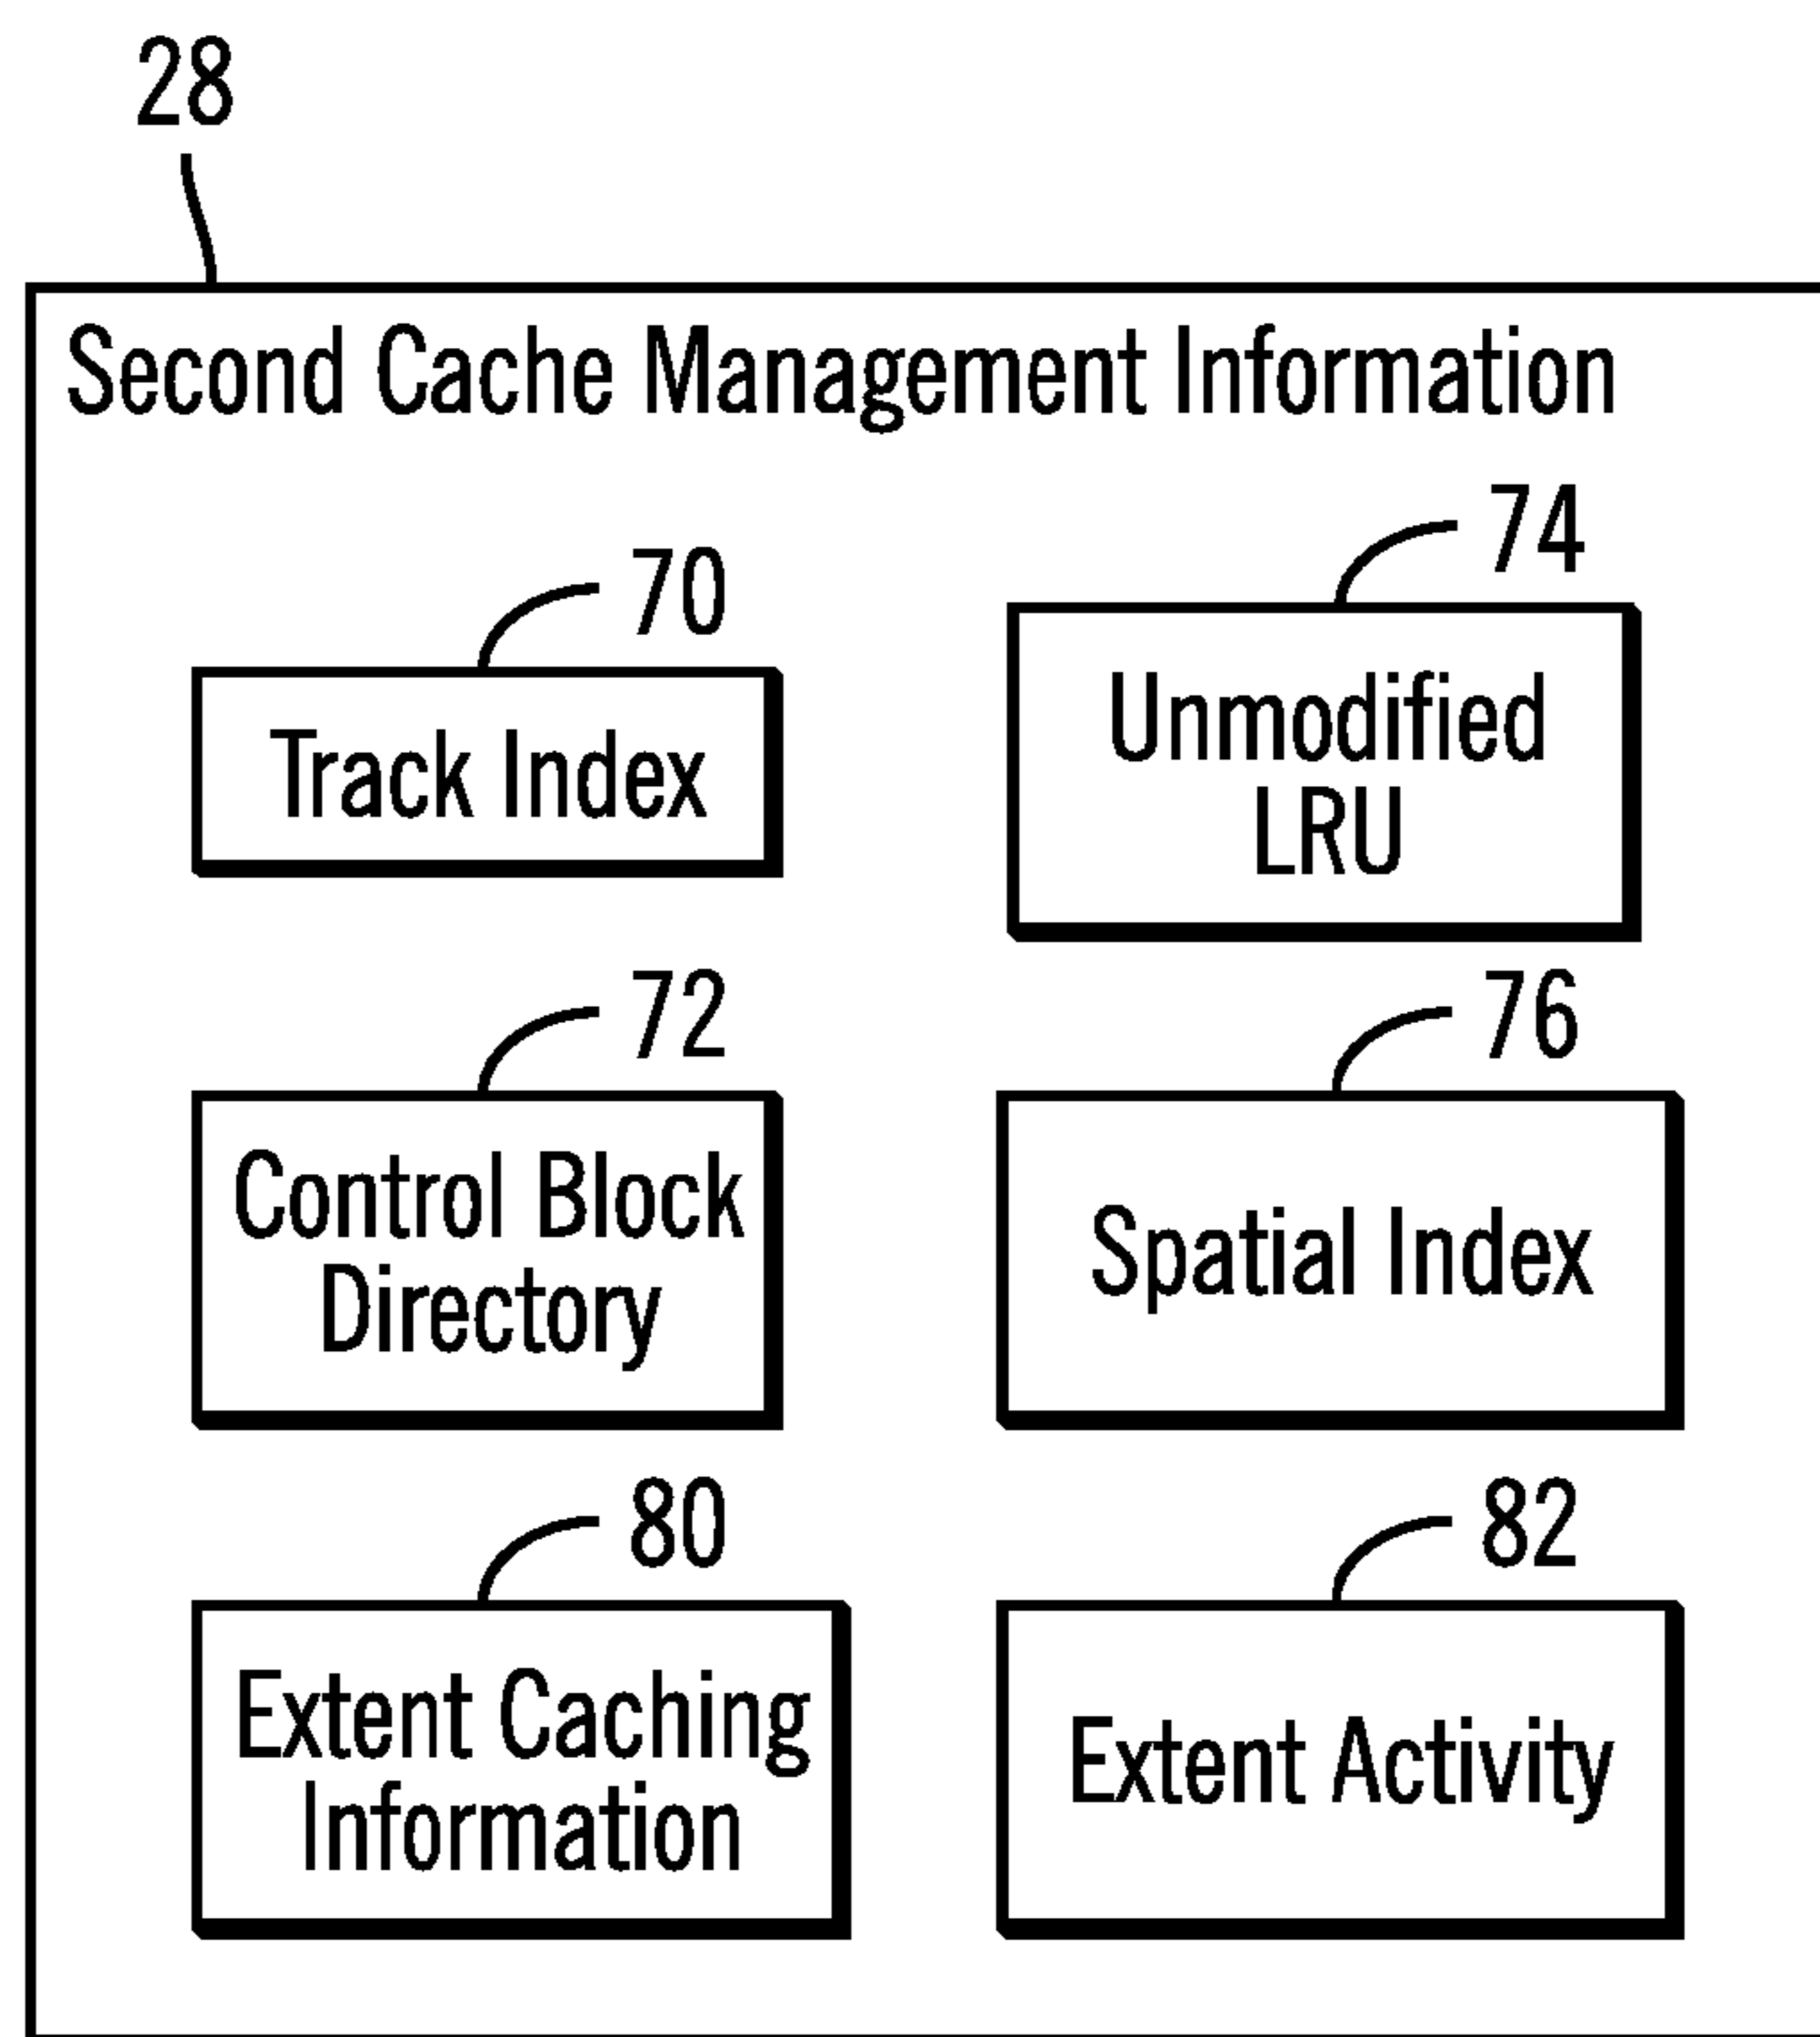 28
Second Cache Management Information
70
Track Index
74
Unmodified
LRU
72
Control Block
Directory
76
Spatial Index
80
Extent Caching
Information
82
Extent Activity